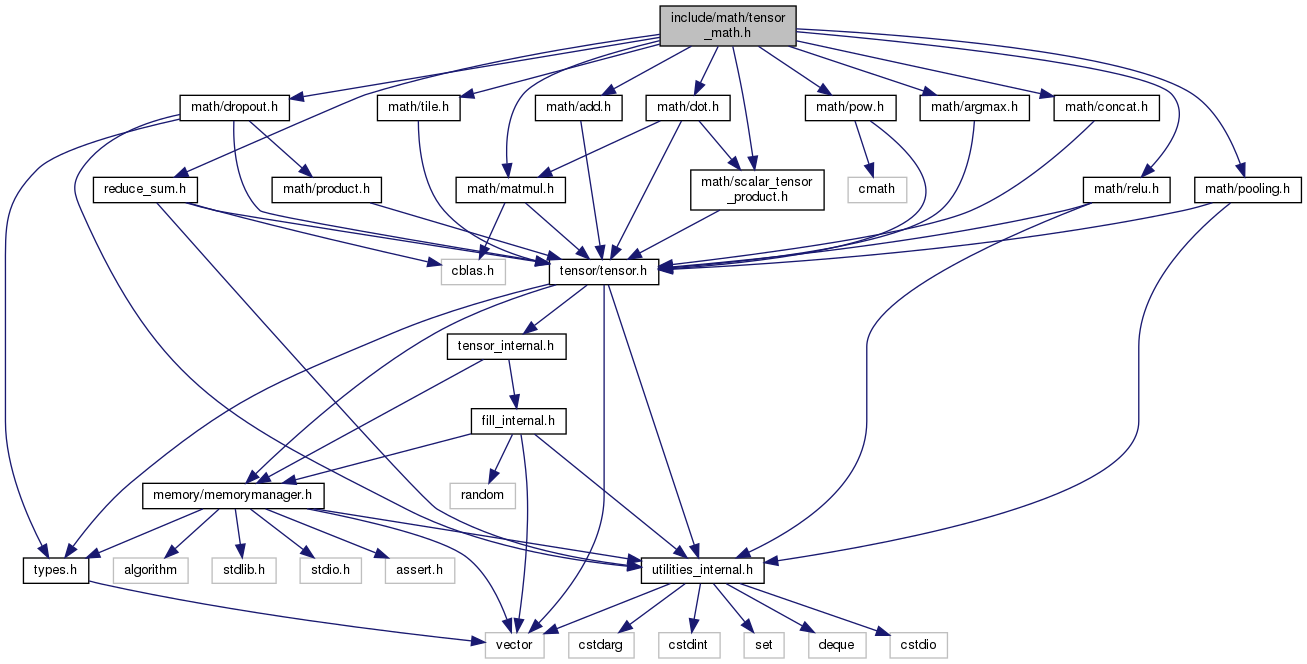 include/math/tensor
_math.h
math/dropout.h
math/tile.h
math/add.h
math/dot.h
math/pow.h
math/argmax.h
math/concat.h
reduce_sum.h
math/product.h
math/matmul.h
math/scalar_tensor
_product.h
cmath
math/relu.h
math/pooling.h
cblas.h
tensor/tensor.h
tensor_internal.h
fill_internal.h
memory/memorymanager.h
random
types.h
algorithm
stdlib.h
stdio.h
assert.h
utilities_internal.h
vector
cstdarg
cstdint
set
deque
cstdio